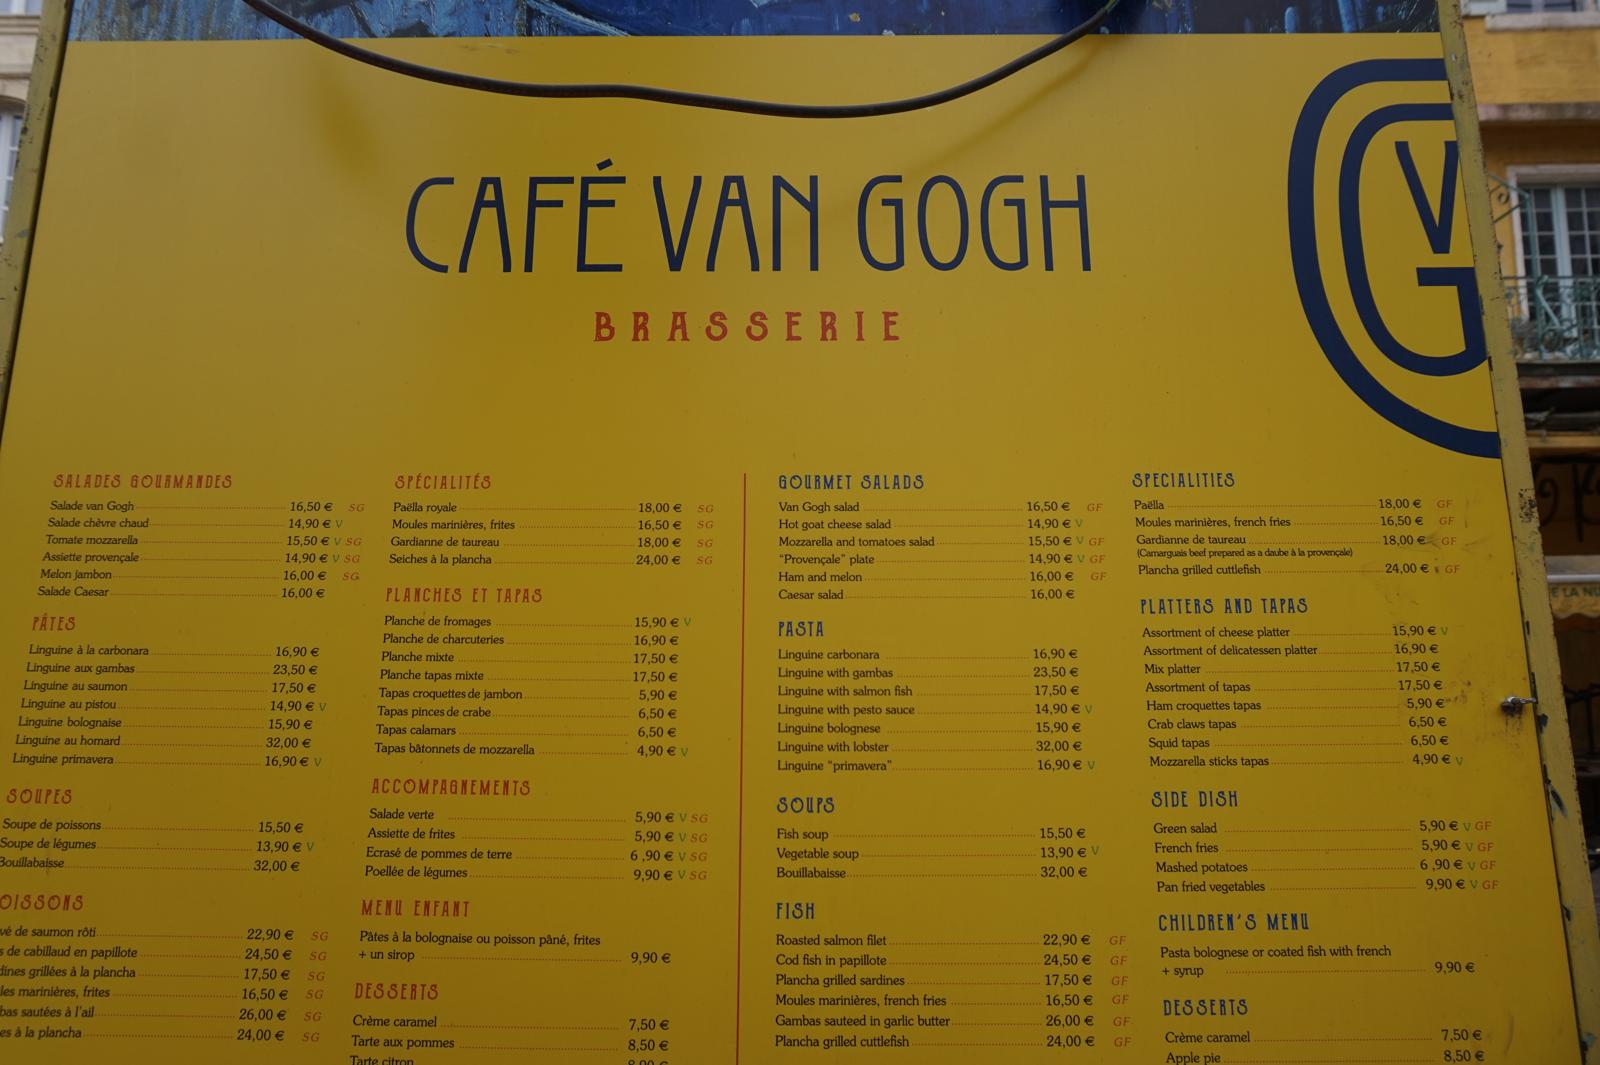 CAFÉ VAN GOGH
BRASSERIE
VG
SALADES GOURMANDES
Salade van Gogh 16,50 € SG
Salade chèvre chaud 14,90 € V
Tomate mozzarella 15,50 € V SG
Assiette provençale 14,90 € V SG
Melon jambon 16,00 € SG
Salade Caesar 16,00 €
PÂTES
Linguine à la carbonara 16,90 €
Linguine aux gambas 23,50 €
Linguine au saumon 17,50 €
Linguine au pistou 14,90 € V
Linguine bolognaise 15,90 €
Linguine au homard 32,00 €
Linguine primavera 16,90 € V
SOUPES
Soupe de poissons 15,50 €
Soupe de légumes 13,90 € V
Bouillabaisse 32,00 €
OISSONS
vé de saumon rôti 22,90 € SG
s de cabillaud en papillote 24,50 € SG
dines grillées à la plancha 17,50 € SG
les marinières, frites 16,50 € SG
bas sautées à l'ail 26,00 € SG
es à la plancha 24,00 € SG
SPÉCIALITÉS
Paëlla royale 18,00 € SG
Moules marinières, frites 16,50 € SG
Gardianne de taureau 18,00 € SG
Seiches à la plancha 24,00 € SG
PLANCHES ET TAPAS
Planche de fromages 15,90 € V
Planche de charcuteries 16,90 €
Planche mixte 17,50 €
Planche tapas mixte 17,50 €
Tapas croquettes de jambon 5,90 €
Tapas pinces de crabe 6,50 €
Tapas calamars 6,50 €
Tapas bâtonnets de mozzarella 4,90 € V
ACCOMPAGNEMENTS
Salade verte 5,90 € V SG
Assiette de frites 5,90 € V SG
Ecrasé de pommes de terre 6 ,90 € V SG
Poellée de légumes 9,90 € V SG
MENU ENFANT
Pâtes à la bolognaise ou poisson pâné, frites
+ un sirop 9,90 €
DESSERTS
Crème caramel 7,50 €
Tarte aux pommes 8,50 €
Tarte citron
GOURMET SALADS
Van Gogh salad 16,50 € GF
Hot goat cheese salad 14,90 € V
Mozzarella and tomatoes salad 15,50 € V GF
"Provençale" plate 14,90 € V GF
Ham and melon 16,00 € GF
Caesar salad 16,00 €
PASTA
Linguine carbonara 16,90 €
Linguine with gambas 23,50 €
Linguine with salmon fish 17,50 €
Linguine with pesto sauce 14,90 € V
Linguine bolognese 15,90 €
Linguine with lobster 32,00 €
Linguine "primavera" 16,90 € V
SOUPS
Fish soup 15,50 €
Vegetable soup 13,90 € V
Bouillabaisse 32,00 €
FISH
Roasted salmon filet 22,90 € GF
Cod fish in papillote 24,50 € GF
Plancha grilled sardines 17,50 € GF
Moules marinières, french fries 16,50 € GF
Gambas sauteed in garlic butter 26,00 € GF
Plancha grilled cuttlefish 24,00 € GF
SPECIALITIES
Paëlla 18,00 € GF
Moules marinières, french fries 16,50 € GF
Gardianne de taureau 18,00 € GF
(Camarguais beef prepared as a daube à la provençale)
Plancha grilled cuttlefish 24,00 € GF
PLATTERS AND TAPAS
Assortment of cheese platter 15,90 € V
Assortment of delicatessen platter 16,90 €
Mix platter 17,50 €
Assortment of tapas 17,50 €
Ham croquettes tapas 5,90 €
Crab claws tapas 6,50 €
Squid tapas 6,50 €
Mozzarella sticks tapas 4,90 € V
SIDE DISH
Green salad 5,90 € V GF
French fries 5,90 € V GF
Mashed potatoes 6 ,90 € V GF
Pan fried vegetables 9,90 € V GF
CHILDREN'S MENU
Pasta bolognese or coated fish with french
+ syrup 9,90 €
DESSERTS
Crème caramel 7,50 €
Apple pie 8,50 €